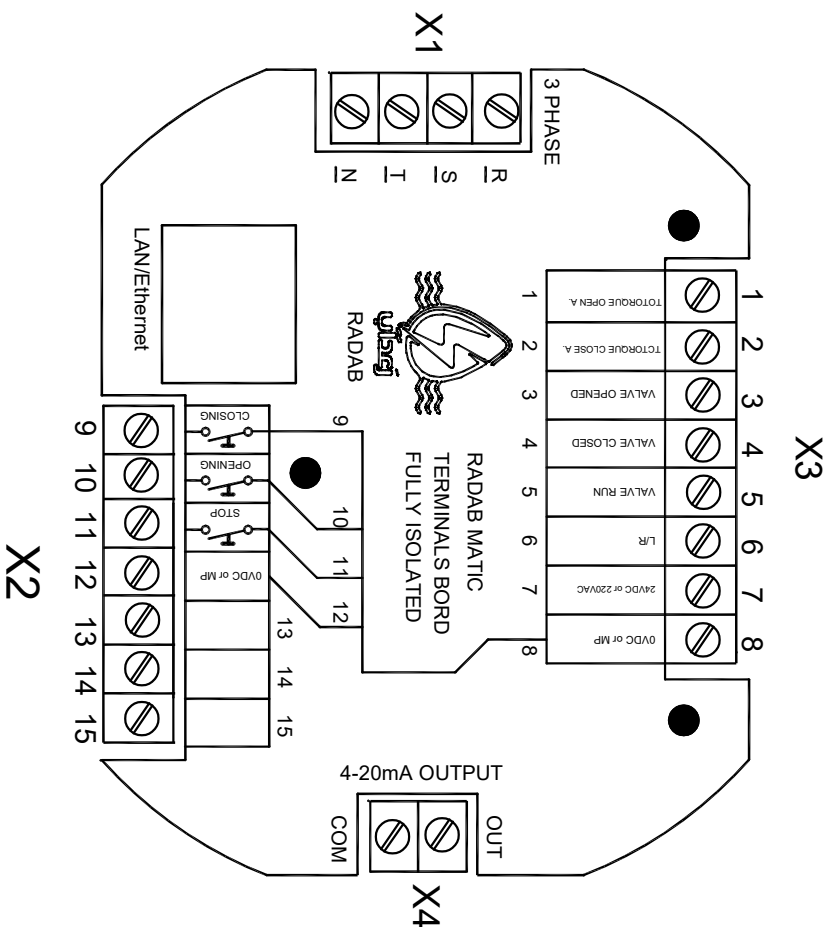 X1
3 PHASE
R
S
T
N
LAN/Ethernet
رعداب
RADAB
X3
1
2
3
4
5
6
7
8
TOTORQUE OPEN A.
TCTORQUE CLOSE A.
VALVE OPENED
VALVE CLOSED
VALVE RUN
L/R
24VDC or 220VAC
0VDC or MP
1
2
3
4
5
6
7
8
RADAB MATIC
TERMINALS BORD
FULLY ISOLATED
9
10
11
12
CLOSING
OPENING
STOP
0VDC or MP
13
14
15
9
10
11
12
13
14
15
X2
4-20mA OUTPUT
OUT
COM
X4